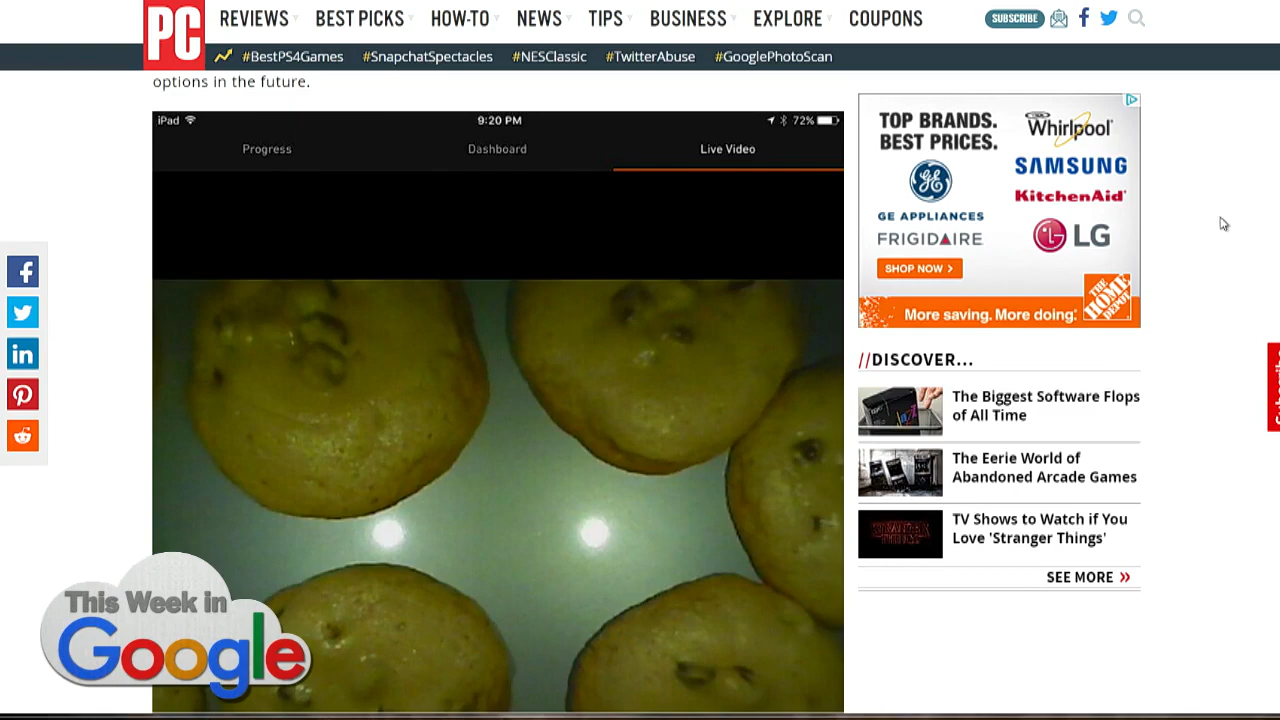 PC
REVIEWS BEST PICKS HOW-TO NEWS TIPS BUSINESS EXPLORE COUPONS
SUBSCRIBE
#BestPS4Games #SnapchatSpectacles #NESClassic #TwitterAbuse #GooglePhotoScan
options in the future.
iPad 9:20 PM 72%
Progress Dashboard Live Video
TOP BRANDS.
BEST PRICES.
Whirlpool
SAMSUNG
GE
KitchenAid
GE APPLIANCES
FRIGIDAIRE
LG
SHOP NOW >
THE HOME DEPOT
More saving. More doing.
//DISCOVER...
The Biggest Software Flops
of All Time
The Eerie World of
Abandoned Arcade Games
TV Shows to Watch if You
Love 'Stranger Things'
SEE MORE »
This Week in
Google